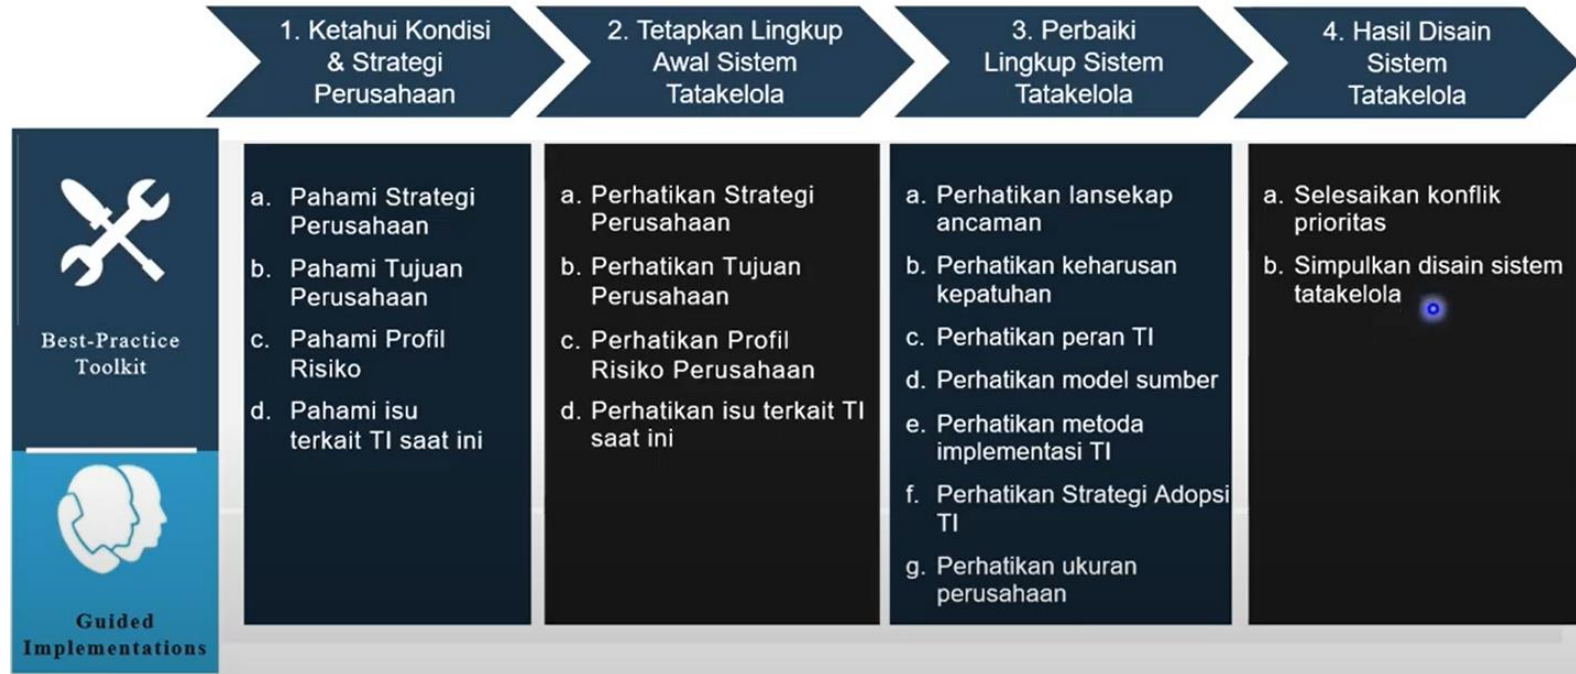 1. Ketahui Kondisi
& Strategi
Perusahaan
2. Tetapkan Lingkup
Awal Sistem
Tatakelola
3. Perbaiki
Lingkup Sistem
Tatakelola
4. Hasil Disain
Sistem
Tatakelola
Best-Practice
Toolkit
Guided
Implementations
a. Pahami Strategi
Perusahaan
b. Pahami Tujuan
Perusahaan
c. Pahami Profil
Risiko
d. Pahami isu
terkait TI saat ini
a. Perhatikan Strategi
Perusahaan
b. Perhatikan Tujuan
Perusahaan
c. Perhatikan Profil
Risiko Perusahaan
d. Perhatikan isu terkait TI
saat ini
a. Perhatikan lansekap
ancaman
b. Perhatikan keharusan
kepatuhan
c. Perhatikan peran TI
d. Perhatikan model sumber
e. Perhatikan metoda
implementasi TI
f. Perhatikan Strategi Adopsi
TI
g. Perhatikan ukuran
perusahaan
a. Selesaikan konflik
prioritas
b. Simpulkan disain sistem
tatakelola